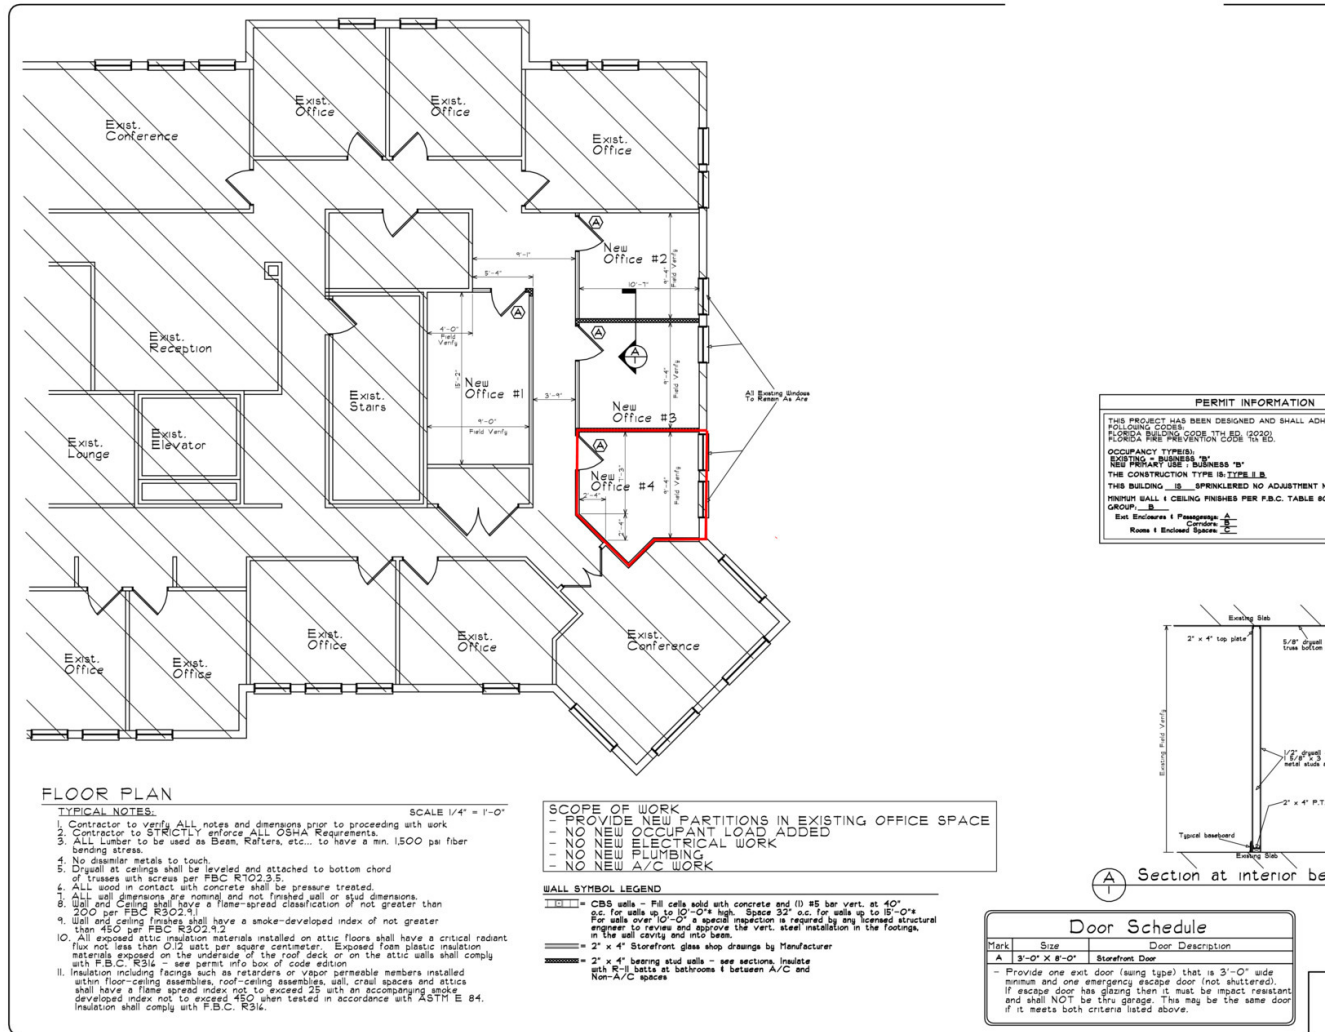 Exist.
Office
Exist.
Office
Exist.
Conference
Exist.
Office
A
New
Office #2
9'-1"
5'-4"
10'-7"
9'-4"
Field Verify
A
4'-0"
Field
Verify
A
A
1
Exist.
Reception
15'-2"
New
Office #1
9'-4"
Field Verify
3'-9"
Exist.
Stairs
New
Office #3
All Existing Windows
To Remain As Are
9'-0"
Field Verify
Exist.
Lounge
Exist.
Elevator
A
New
Office #4
7'-3"
2'-4"
2'-4"
9'-4"
Field Verify
Exist.
Office
Exist.
Office
Exist.
Office
Exist.
Office
Exist.
Conference
PERMIT INFORMATION
THIS PROJECT HAS BEEN DESIGNED AND SHALL ADH
FOLLOWING CODES:
FLORIDA BUILDING CODE 7TH ED. (2020)
FLORIDA FIRE PREVENTION CODE 7th ED.
OCCUPANCY TYPE(S):
EXISTING = BUSINESS "B"
NEW PRIMARY USE : BUSINESS "B"
THE CONSTRUCTION TYPE IS: TYPE II B
THIS BUILDING IS SPRINKLERED NO ADJUSTMENT
MINIMUM WALL & CEILING FINISHES PER F.B.C. TABLE
GROUP: B
Exit Enclosures & Passageways: A
Corridors: B
Rooms & Enclosed Spaces: C
Existing Slab
2" x 4" top plate
5/8" drywall
truss bottom
Existing Field Verify
1/2" drywall
1 5/8" x 3
metal studs
2" x 4" P.T.
Typical baseboard
Existing Slab
A
1
Section at interior be
FLOOR PLAN
SCALE 1/4" = 1'-0"
TYPICAL NOTES:
1. Contractor to verify ALL notes and dimensions prior to proceeding with work
2. Contractor to STRICTLY enforce ALL OSHA Requirements.
3. ALL Lumber to be used as Beam, Rafters, etc... to have a min. 1,500 psi fiber
bending stress.
4. No dissimilar metals to touch.
5. Drywall at ceilings shall be leveled and attached to bottom chord
of trusses with screws per FBC R702.3.5.
6. ALL wood in contact with concrete shall be pressure treated.
7. ALL wall dimensions are nominal and not finished wall or stud dimensions.
8. Wall and Ceiling shall have a flame-spread classification of not greater than
200 per FBC R302.9.1
9. Wall and ceiling finishes shall have a smoke-developed index of not greater
than 450 per FBC R302.9.2
10. All exposed attic insulation materials installed on attic floors shall have a critical radiant
flux not less than 0.12 watt per square centimeter. Exposed foam plastic insulation
materials exposed on the underside of the roof deck or on the attic walls shall comply
with F.B.C. R316 - see permit info box of code edition
11. Insulation including facings such as retarders or vapor permeable members installed
within floor-ceiling assemblies, roof-ceiling assemblies, wall, crawl spaces and attics
shall have a flame spread index not to exceed 25 with an accompanying smoke
developed index not to exceed 450 when tested in accordance with ASTM E 84.
Insulation shall comply with F.B.C. R316.
SCOPE OF WORK
- PROVIDE NEW PARTITIONS IN EXISTING OFFICE SPACE
- NO NEW OCCUPANT LOAD ADDED
- NO NEW ELECTRICAL WORK
- NO NEW PLUMBING
- NO NEW A/C WORK
WALL SYMBOL LEGEND
= CBS walls - Fill cells solid with concrete and (1) #5 bar vert. at 40"
o.c. for walls up to 10'-0"± high. Space 32" o.c. for walls up to 15'-0"±
For walls over 10'-0" a special inspection is required by any licensed structural
engineer to review and approve the vert. steel installation in the footings,
in the wall cavity and into beam.
= 2" x 4" Storefront glass shop drawings by Manufacturer
= 2" x 4" bearing stud walls - see sections. Insulate
with R-11 batts at bathrooms & between A/C and
Non-A/C spaces
Door Schedule
Mark Size Door Description
A 3'-0" X 8'-0" Storefront Door
- Provide one exit door (swing type) that is 3'-0" wide
minimum and one emergency escape door (not shuttered).
If escape door has glazing then it must be impact resistant
and shall NOT be thru garage. This may be the same door
if it meets both criteria listed above.